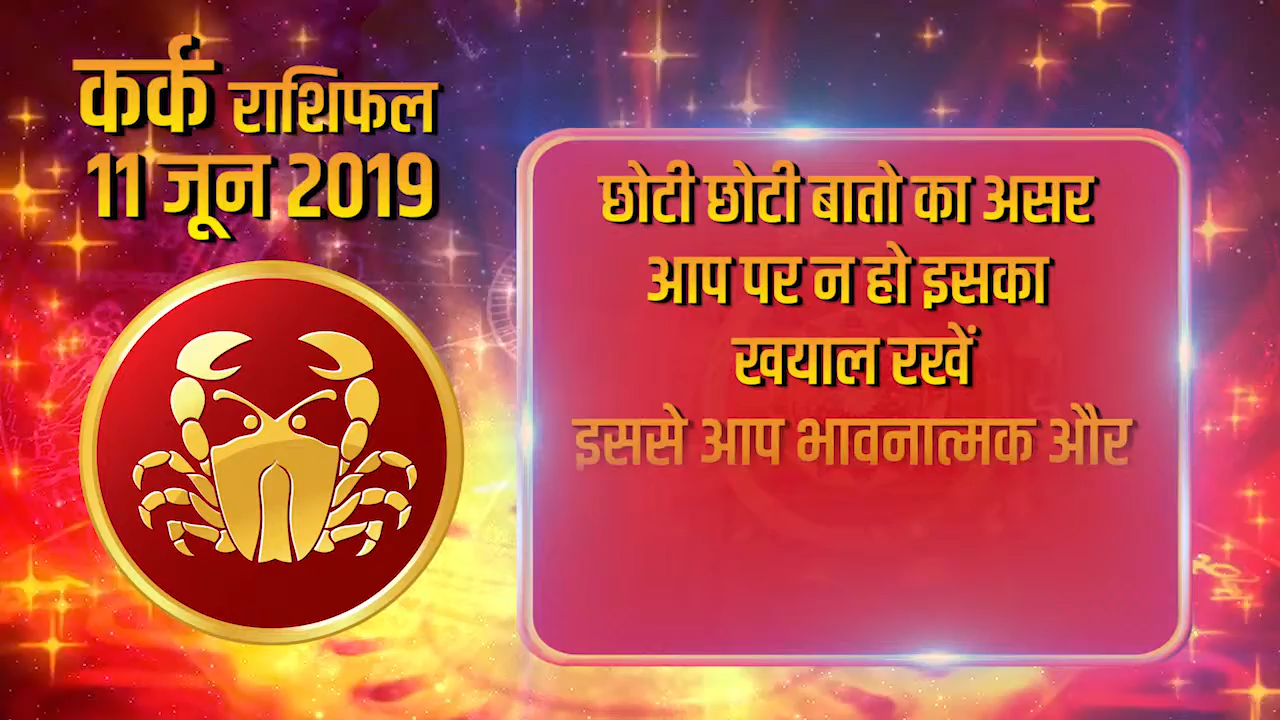 कर्क राशिफल
11 जून 2019
छोटी छोटी बातो का असर
आप पर न हो इसका
खयाल रखें
इससे आप भावनात्मक और